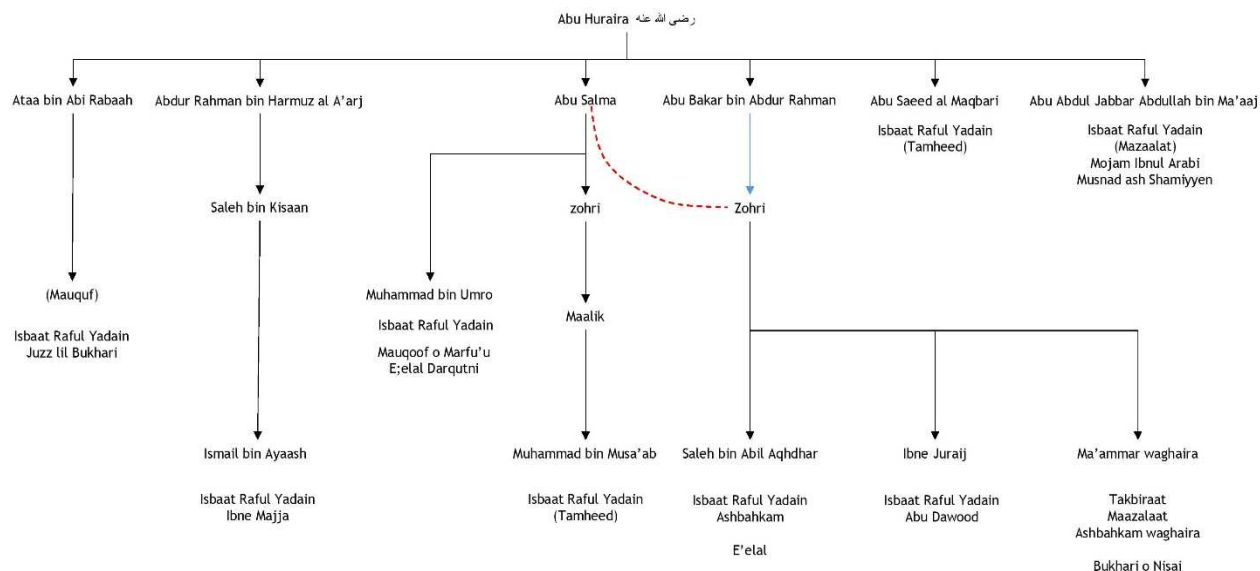 Abu Huraira رضى الله عنه
Ataa bin Abi Rabaah
Abdur Rahman bin Harmuz al A'arj
Abu Salma
Abu Bakar bin Abdur Rahman
Abu Saeed al Maqbari
Isbaat Raful Yadain
(Tamheed)
Abu Abdul Jabbar Abdullah bin Ma'aaj
Isbaat Raful Yadain
(Mazaalat)
Mojam Ibnul Arabi
Musnad ash Shamiyyen
Saleh bin Kisaan
zohri
Zohri
(Mauquf)
Isbaat Raful Yadain
Juzz lil Bukhari
Muhammad bin Umro
Isbaat Raful Yadain
Mauqoof o Marfu'u
E;elal Darqutni
Maalik
Ismail bin Ayaash
Isbaat Raful Yadain
Ibne Majja
Muhammad bin Musa'ab
Isbaat Raful Yadain
(Tamheed)
Saleh bin Abil Aqhdhar
Isbaat Raful Yadain
Ashbahkam
E'elal
Ibne Juraij
Isbaat Raful Yadain
Abu Dawood
Ma'ammar waghaira
Takbiraat
Maazalaat
Ashbahkam waghaira
Bukhari o Nisai